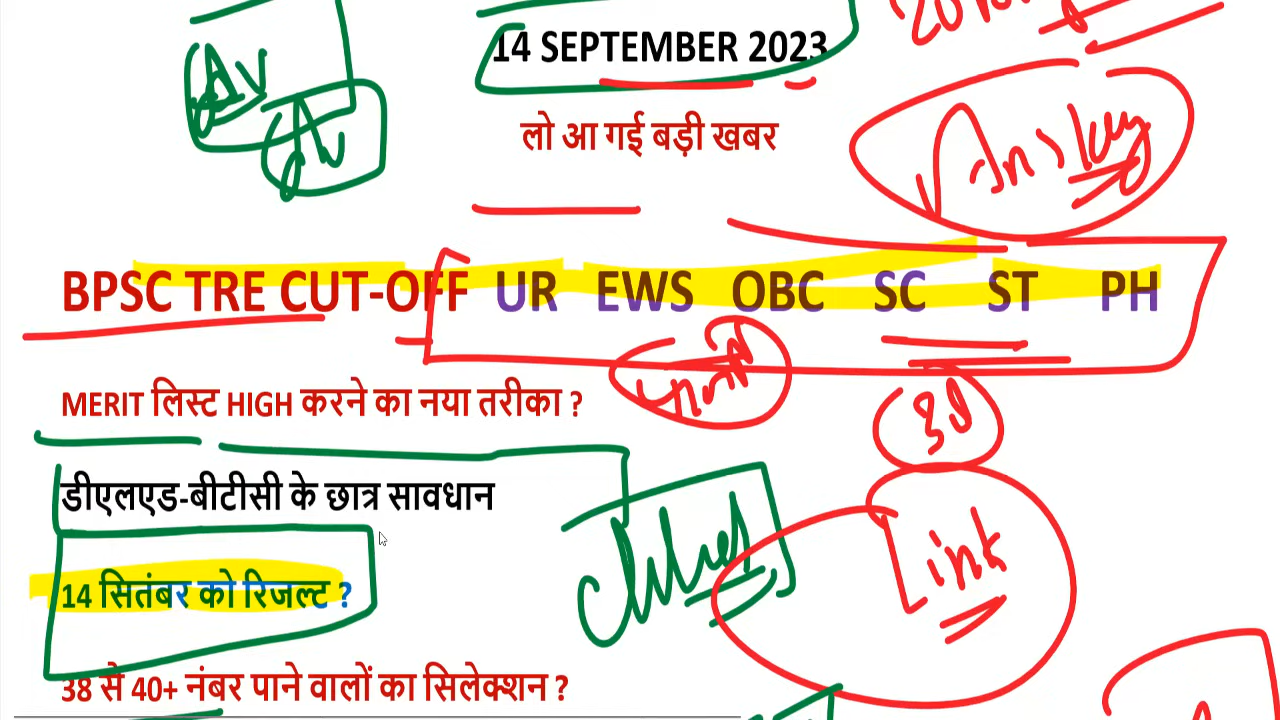 14 SEPTEMBER 2023
लो आ गई बड़ी खबर
Anskey
BPSC TRE CUT-OFF UR EWS OBC SC ST PH
MERIT लिस्ट HIGH करने का नया तरीका ?
डीएलएड-बीटीसी के छात्र सावधान
Link
14 सितंबर को रिजल्ट ?
38 से 40+ नंबर पाने वालों का सिलेक्शन ?